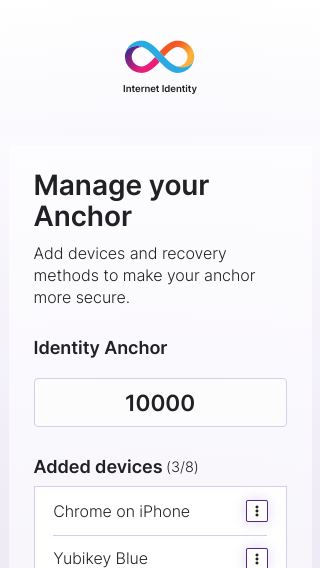 Internet Identity
Manage your
Anchor
Add devices and recovery
methods to make your anchor
more secure.
Identity Anchor
10000
Added devices (3/8)
Chrome on iPhone
Yubikey Blue